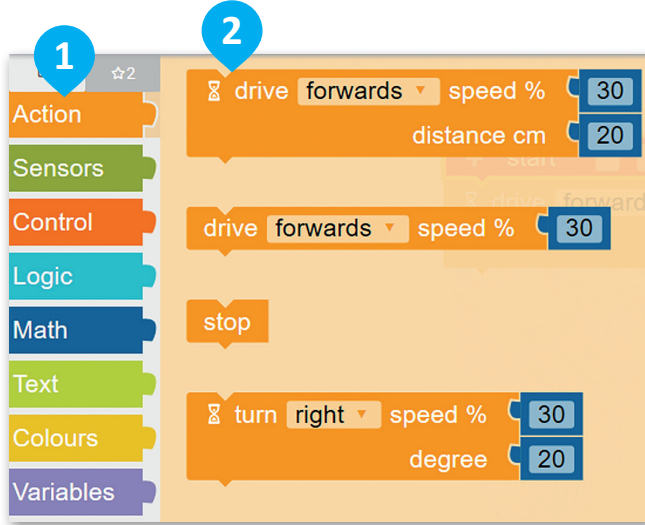 1
2
☆2
Action
Sensors
Control
Logic
Math
Text
Colours
Variables
drive forwards speed % 30
distance cm 20
drive forwards speed % 30
stop
turn right speed % 30
degree 20
+ start
drive forward